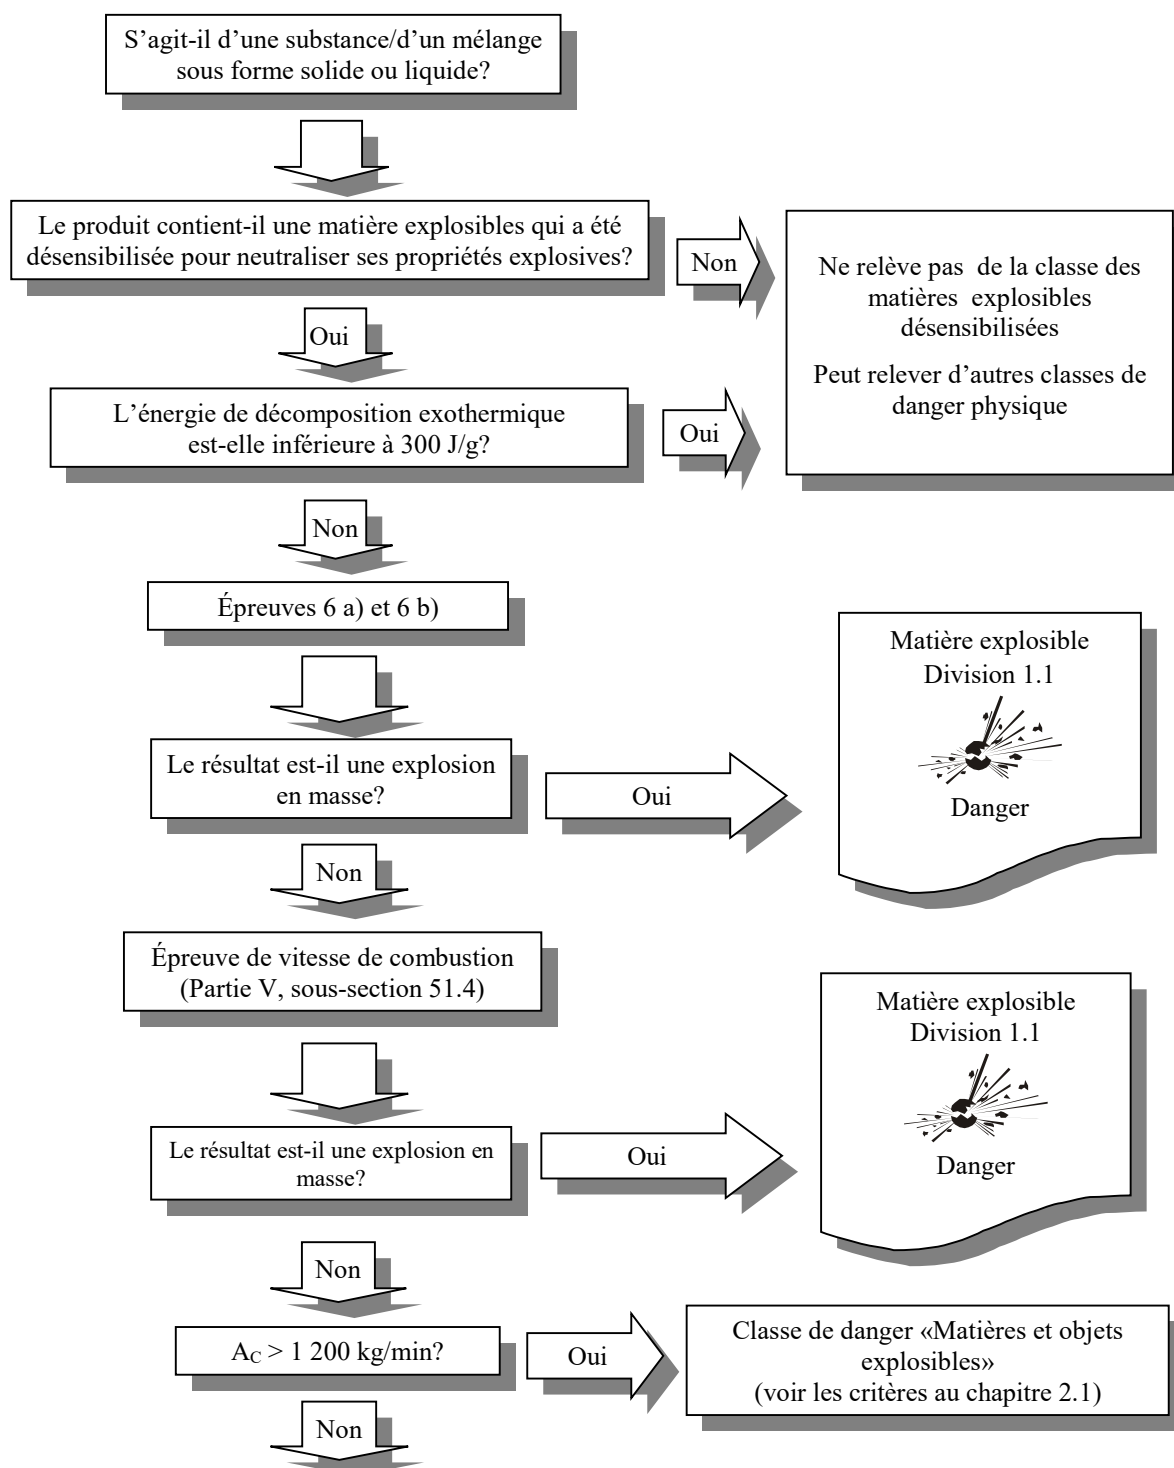 S’agit-il d’une substance/d’un mélange
sous forme solide ou liquide?
Le produit contient-il une matière explosibles qui a été
désensibilisée pour neutraliser ses propriétés explosives?
Non
Ne relève pas de la classe des
matières explosibles
désensibilisées
Peut relever d’autres classes de
danger physique
Oui
L’énergie de décomposition exothermique
est-elle inférieure à 300 J/g?
Oui
Non
Épreuves 6 a) et 6 b)
Matière explosible
Division 1.1
Danger
Le résultat est-il une explosion
en masse?
Oui
Non
Épreuve de vitesse de combustion
(Partie V, sous-section 51.4)
Matière explosible
Division 1.1
Danger
Le résultat est-il une explosion en
masse?
Oui
Non
AC > 1 200 kg/min?
Oui
Classe de danger «Matières et objets
explosibles»
(voir les critères au chapitre 2.1)
Non